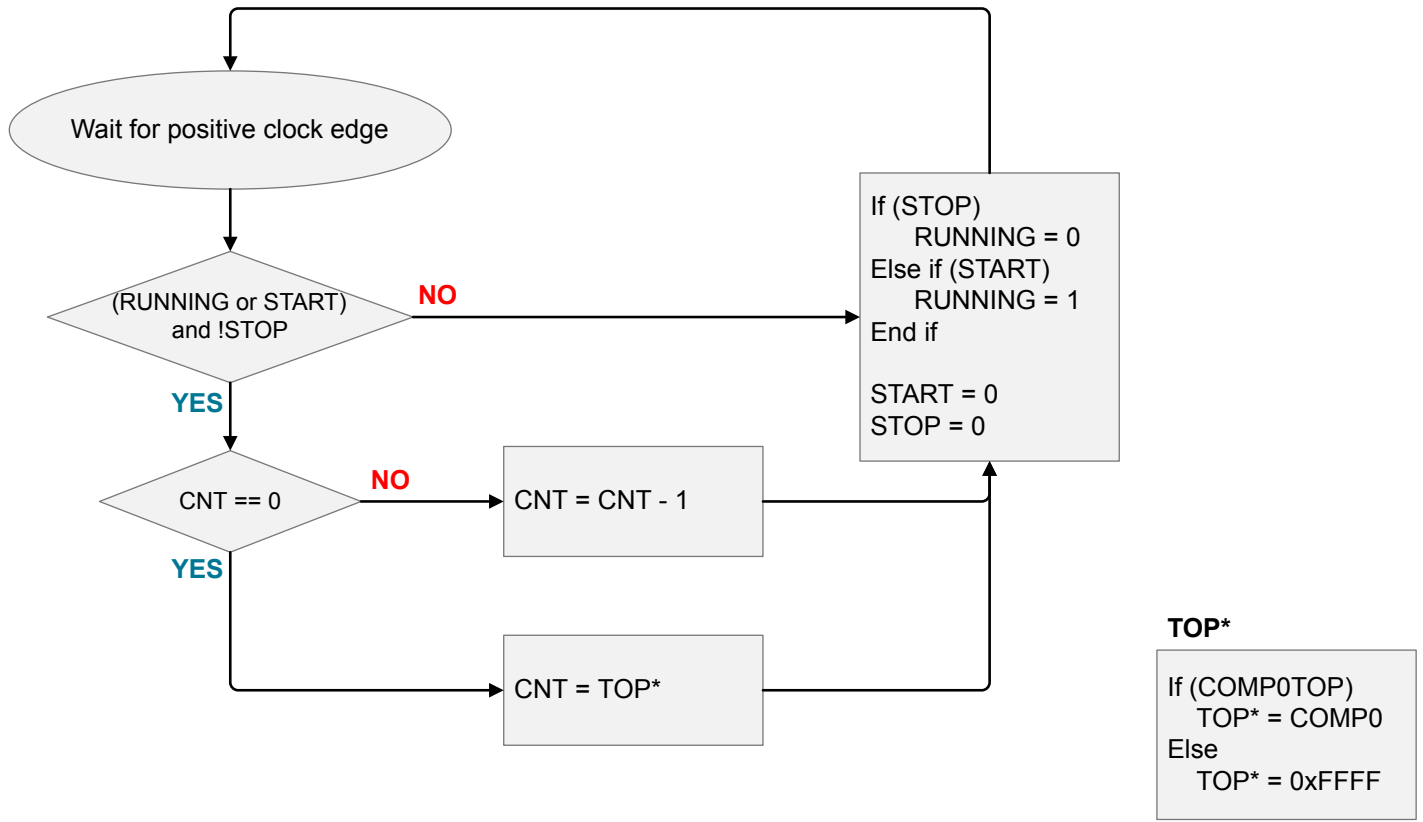 Wait for positive clock edge
(RUNNING or START)
and !STOP
NO
YES
If (STOP)
RUNNING = 0
Else if (START)
RUNNING = 1
End if
START = 0
STOP = 0
CNT == 0
NO
YES
CNT = CNT - 1
CNT = TOP*
TOP*
If (COMP0TOP)
TOP* = COMP0
Else
TOP* = 0xFFFF